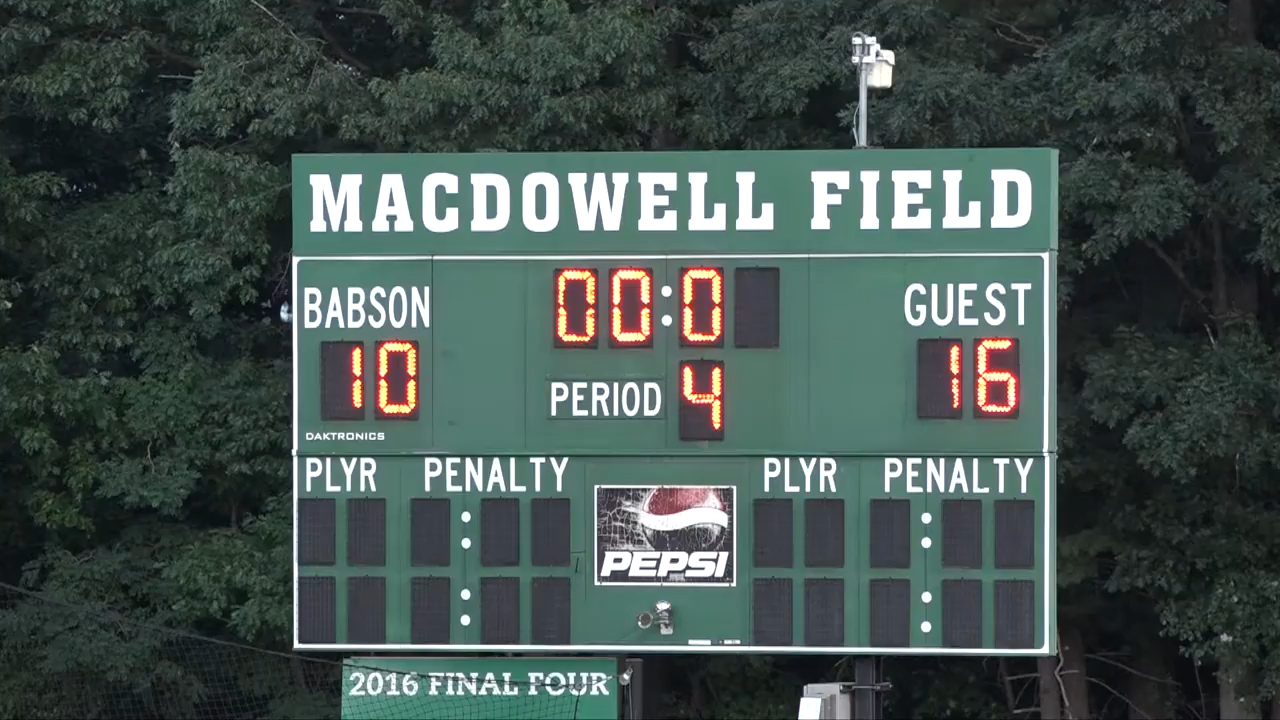 MACDOWELL FIELD
BABSON 00:0 GUEST
10 PERIOD 4 16
DAKTRONICS
PLYR PENALTY PLYR PENALTY
PEPSI
2016 FINAL FOUR